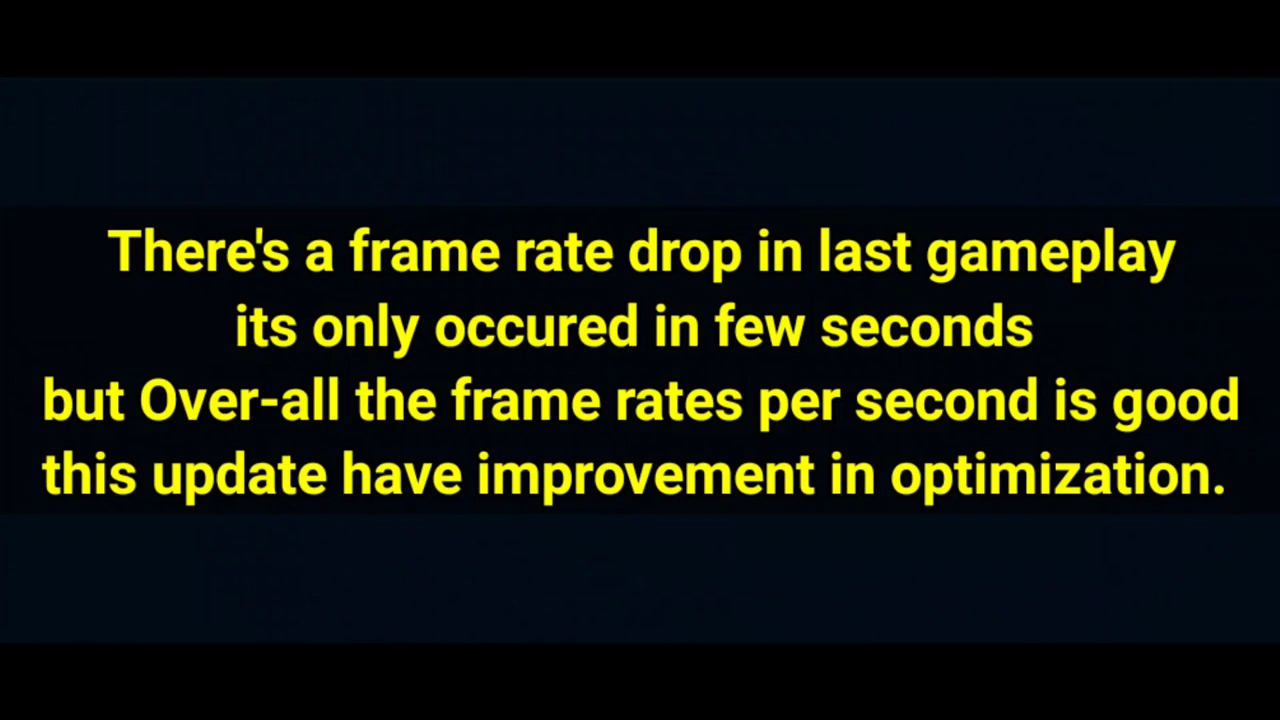 There's a frame rate drop in last gameplay
its only occured in few seconds
but Over-all the frame rates per second is good
this update have improvement in optimization.